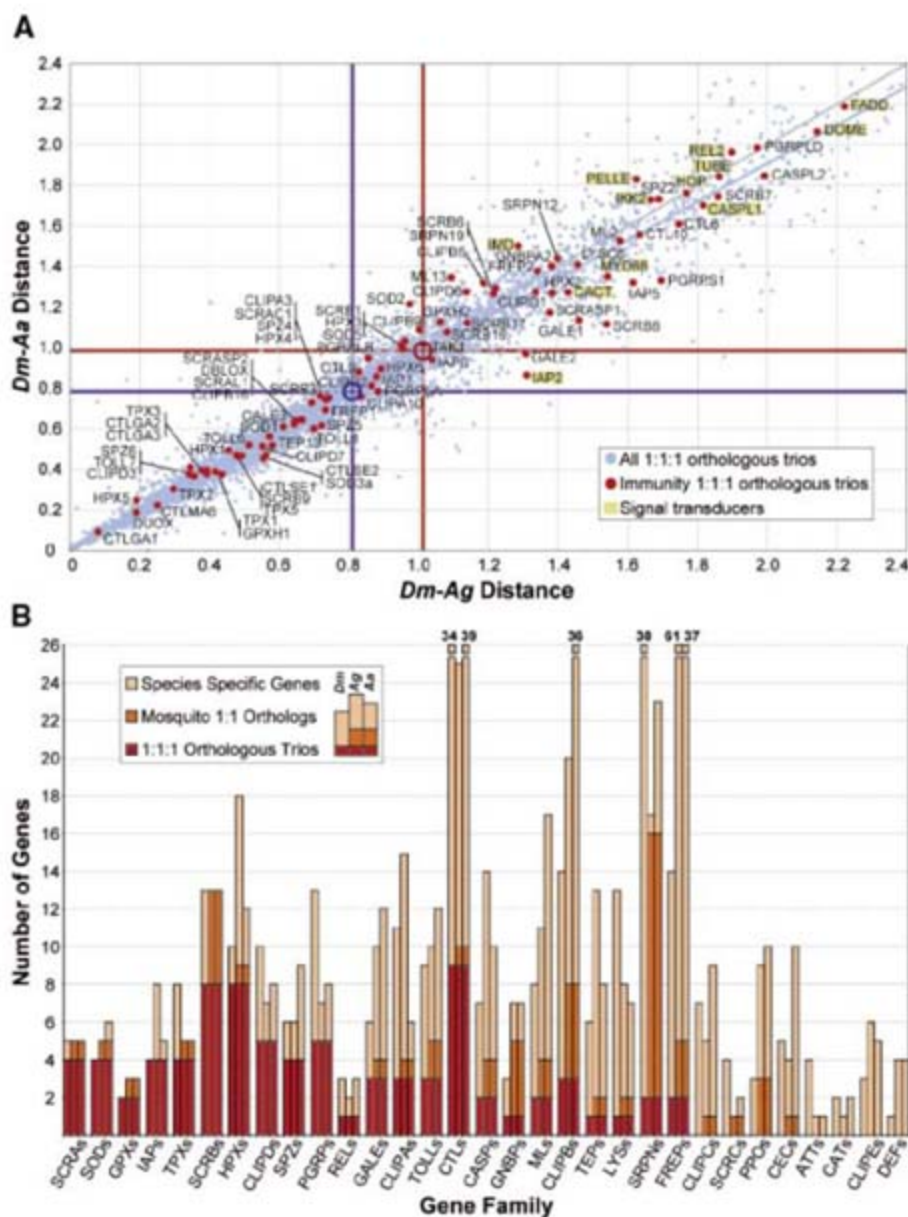 A
2.4
2.2
2.0
1.8
1.6
1.4
1.2
1.0
0.8
0.6
0.4
0.2
0
Dm-Aa Distance
FADD
DOME
REL2
PGRPLD
TUBE
CASPL2
PELLE
SPZ2
HOP
SCRB7
IKK2
CASPL1
SRPN12
CTL6
SCRB6
ML2
CTL10
SRPN19
IMD
CLIPB5
MYD88
ML13
HPX2
IAP5
PGRPS1
CLIPD6
CACT
SOD2
CLIPD1
SCRASP1
SCRB8
CLIPA3
SCRAC1
SPZ4
HPX4
GALE1
TAK1
GALE2
IAP2
SCRASP2
DBLOX
SCRAL1
TPX3
CTLGA2
CTLGA3
SPZ6
CLIPD3
SPZ5
TEP13
CLIPD7
CTLSE2
SOD3a
CTLSE1
SCRB9
TPX5
HPX5
TPX2
CTLMA6
DUOX
TPX1
GPXH1
CTLGA1
All 1:1:1 orthologous trios
Immunity 1:1:1 orthologous trios
Signal transducers
0 0.2 0.4 0.6 0.8 1.0 1.2 1.4 1.6 1.8 2.0 2.2 2.4
Dm-Ag Distance
B
34 39 36 38 61 37
26
24
22
20
18
16
14
12
10
8
6
4
2
Number of Genes
Dm Ag Aa
Species Specific Genes
Mosquito 1:1 Orthologs
1:1:1 Orthologous Trios
SCRAs SODs GPXs IAPs TPXs SCRBs HPXs CLIPDs SPZs PGRPs RELs GALEs CLIPAs TOLLs CTLs CASPs GNBPs MLs CLIPBs TEPs LYSs SRPNs FREPs CLIPCs SCRCs PPOs CECs ATTs CATs CLIPEs DEFs
Gene Family